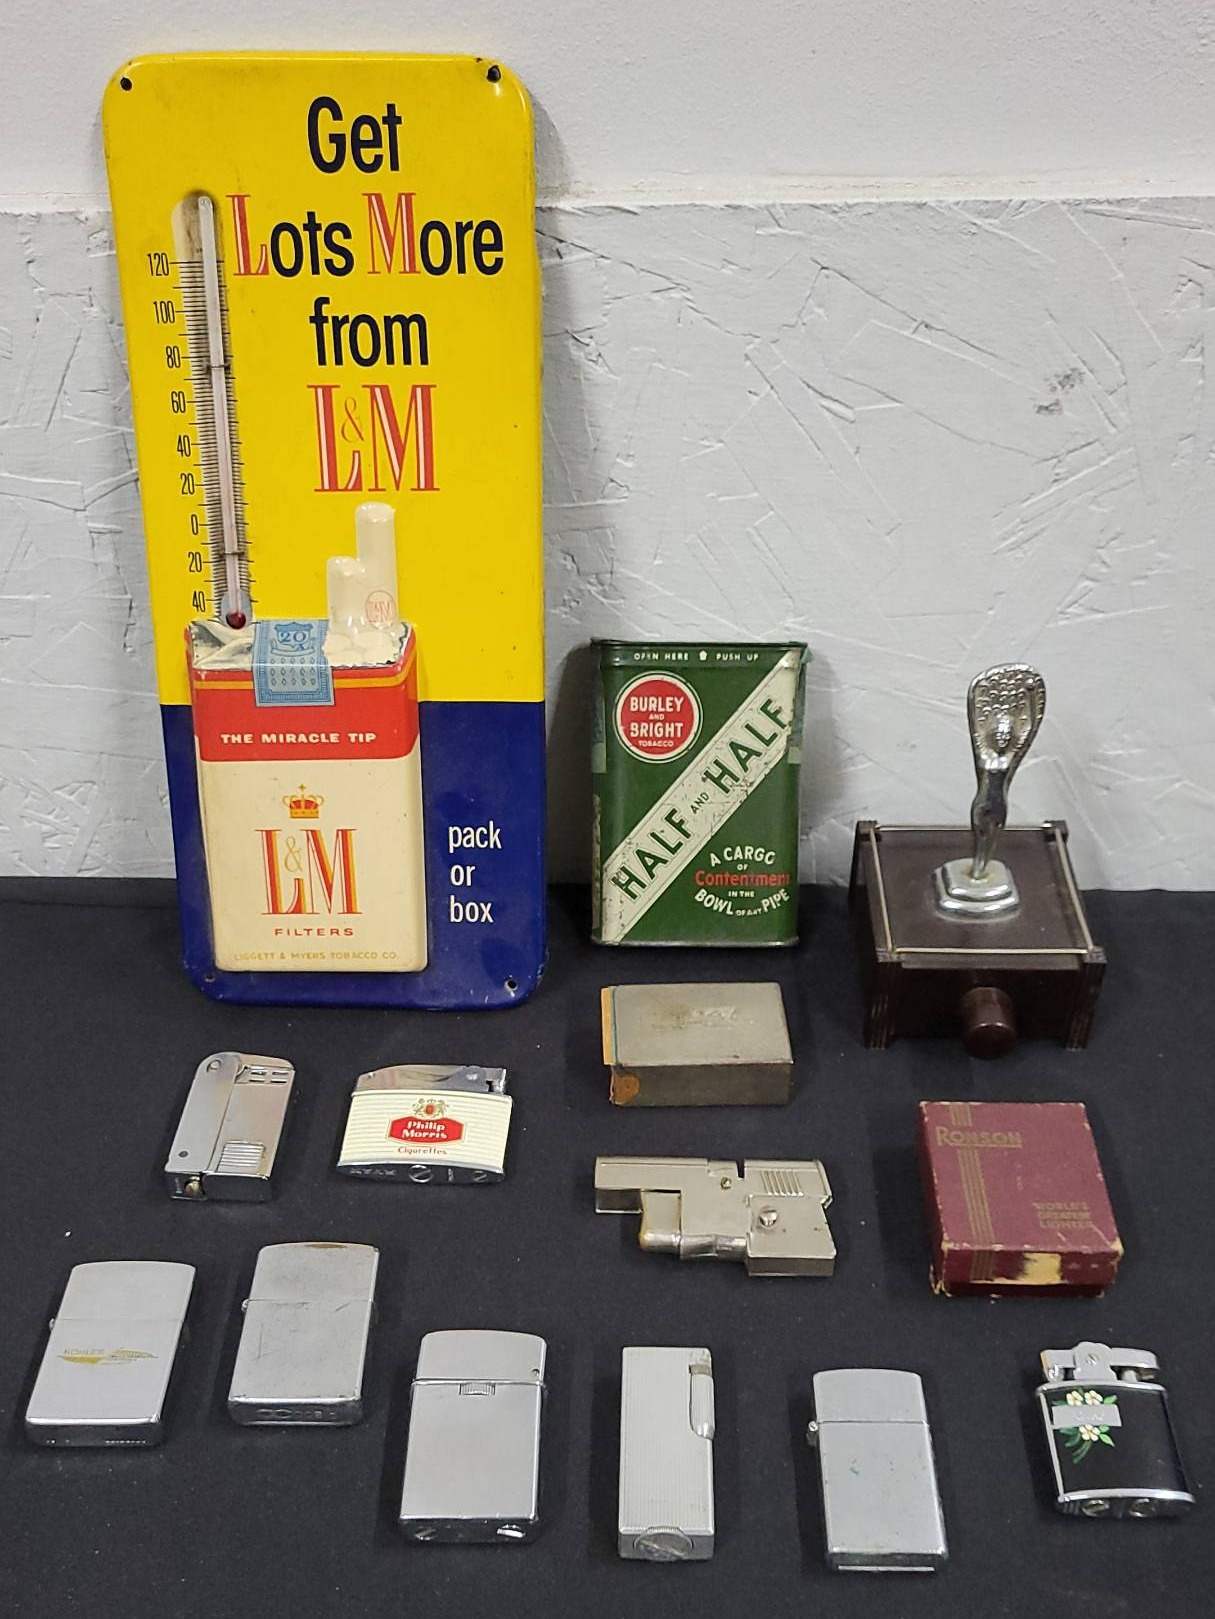 Get
Lots More
from
L&M
120
100
80
60
40
20
0
20
40
20
THE MIRACLE TIP
L&M
FILTERS
LIGGETT & MYERS TOBACCO CO.
pack
or
box
OPEN HERE PUSH UP
BURLEY
AND
BRIGHT
TOBACCO
HALF AND HALF
A CARGO
OF
Contentment
IN THE
BOWL OF ANY PIPE
Philip
Morris
Cigarettes
RONSON
WORLD'S
GREATEST
LIGHTER
KOHLER